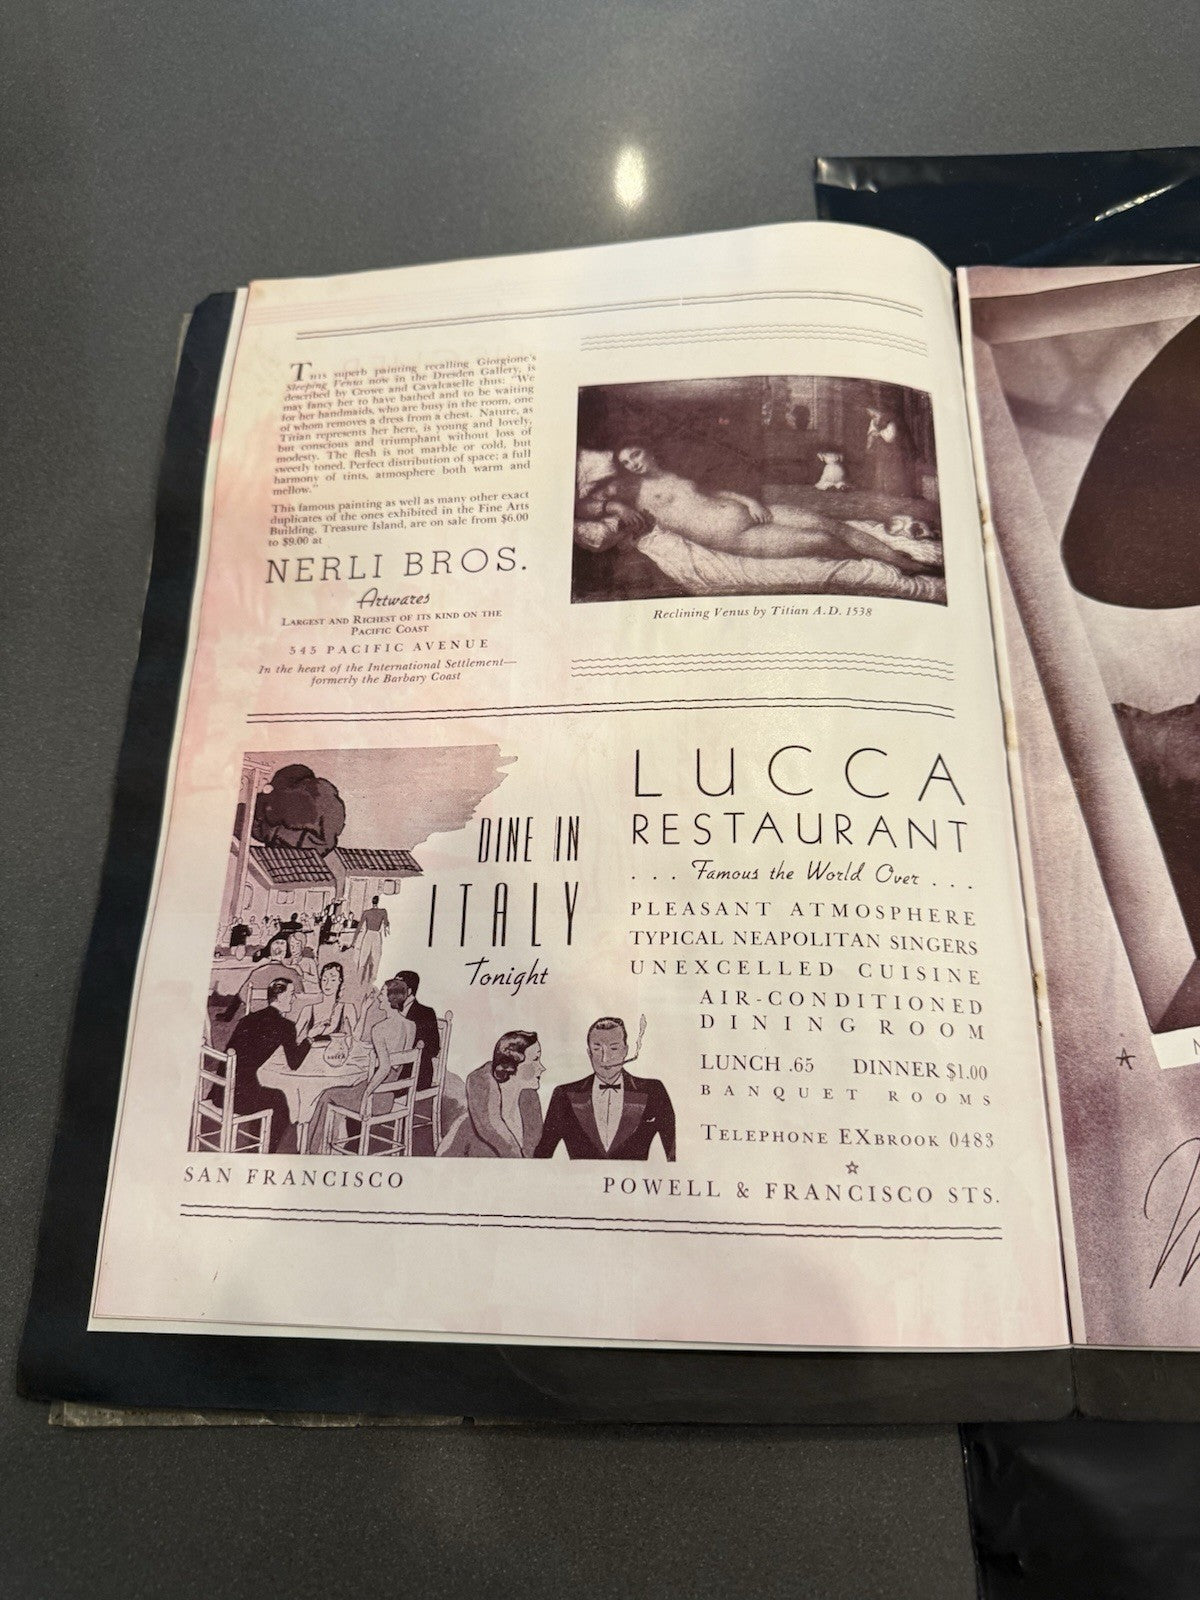 This superb painting recalling Giorgione's
Sleeping Venus now in the Dresden Gallery, is
described by Crowe and Cavalcaselle thus: "We
may fancy her to have bathed and to be waiting
for her handmaids, who are busy in the room, one
of whom removes a dress from a chest. Nature, as
Titian represents her here, is young and lovely,
but conscious and triumphant without loss of
modesty. The flesh is not marble or cold, but
sweetly toned. Perfect distribution of space; a full
harmony of tints, atmosphere both warm and
mellow."
This famous painting as well as many other exact
duplicates of the ones exhibited in the Fine Arts
Building, Treasure Island, are on sale from $6.00
to $9.00 at
NERLI BROS.
Artwares
Largest and Richest of its kind on the
Pacific Coast
545 PACIFIC AVENUE
In the heart of the International Settlement—
formerly the Barbary Coast
Reclining Venus by Titian A.D. 1538
DINE IN
ITALY
Tonight
SAN FRANCISCO
LUCCA
RESTAURANT
. . . Famous the World Over . . .
PLEASANT ATMOSPHERE
TYPICAL NEAPOLITAN SINGERS
UNEXCELLED CUISINE
AIR-CONDITIONED
DINING ROOM
LUNCH .65 DINNER $1.00
BANQUET ROOMS
Telephone EXbrook 0483
POWELL & FRANCISCO STS.